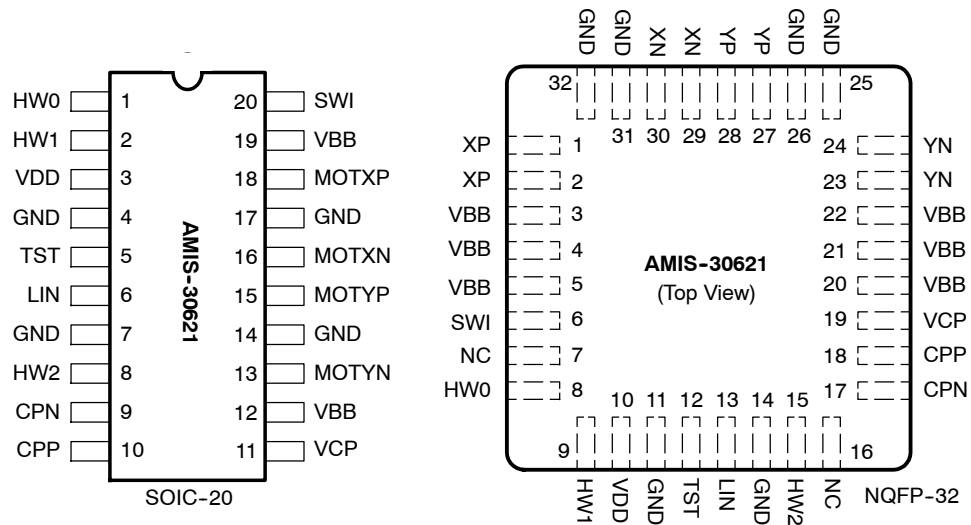 HW0 1 20 SWI
HW1 2 19 VBB
VDD 3 18 MOTXP
GND 4 17 GND
TST 5 16 MOTXN
LIN 6 15 MOTYP
GND 7 14 GND
HW2 8 13 MOTYN
CPN 9 12 VBB
CPP 10 11 VCP
AMIS-30621
SOIC-20
GND GND XN XN YP YP GND GND
32 31 30 29 28 27 26 25
XP 1 24 YN
XP 2 23 YN
VBB 3 22 VBB
VBB 4 21 VBB
VBB 5 20 VBB
SWI 6 19 VCP
NC 7 18 CPP
HW0 8 17 CPN
AMIS-30621
(Top View)
9 10 11 12 13 14 15 16
HW1 VDD GND TST LIN GND HW2 NC
NQFP-32